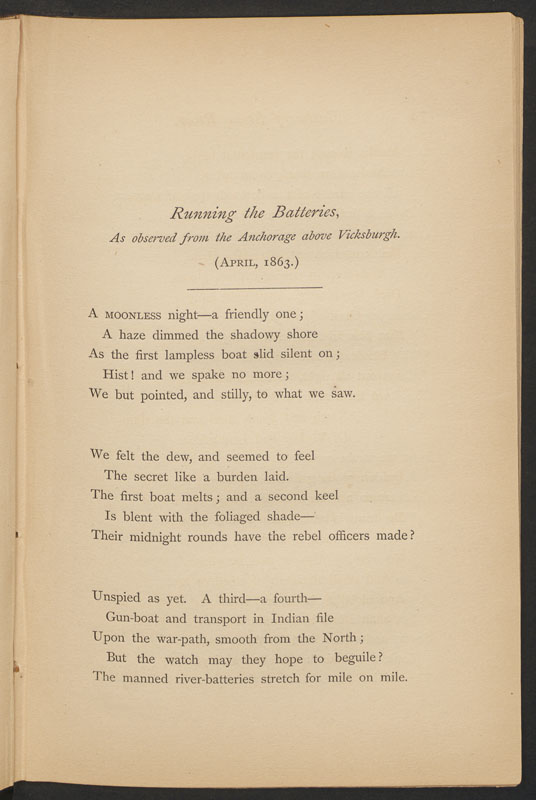 Running the Batteries,
As observed from the Anchorage above Vicksburgh.
(April, 1863.)
A moonless night—a friendly one;
A haze dimmed the shadowy shore
As the first lampless boat slid silent on;
Hist! and we spake no more;
We but pointed, and stilly, to what we saw.
We felt the dew, and seemed to feel
The secret like a burden laid.
The first boat melts; and a second keel
Is blent with the foliaged shade—
Their midnight rounds have the rebel officers made?
Unspied as yet. A third—a fourth—
Gun-boat and transport in Indian file
Upon the war-path, smooth from the North;
But the watch may they hope to beguile?
The manned river-batteries stretch for mile on mile.